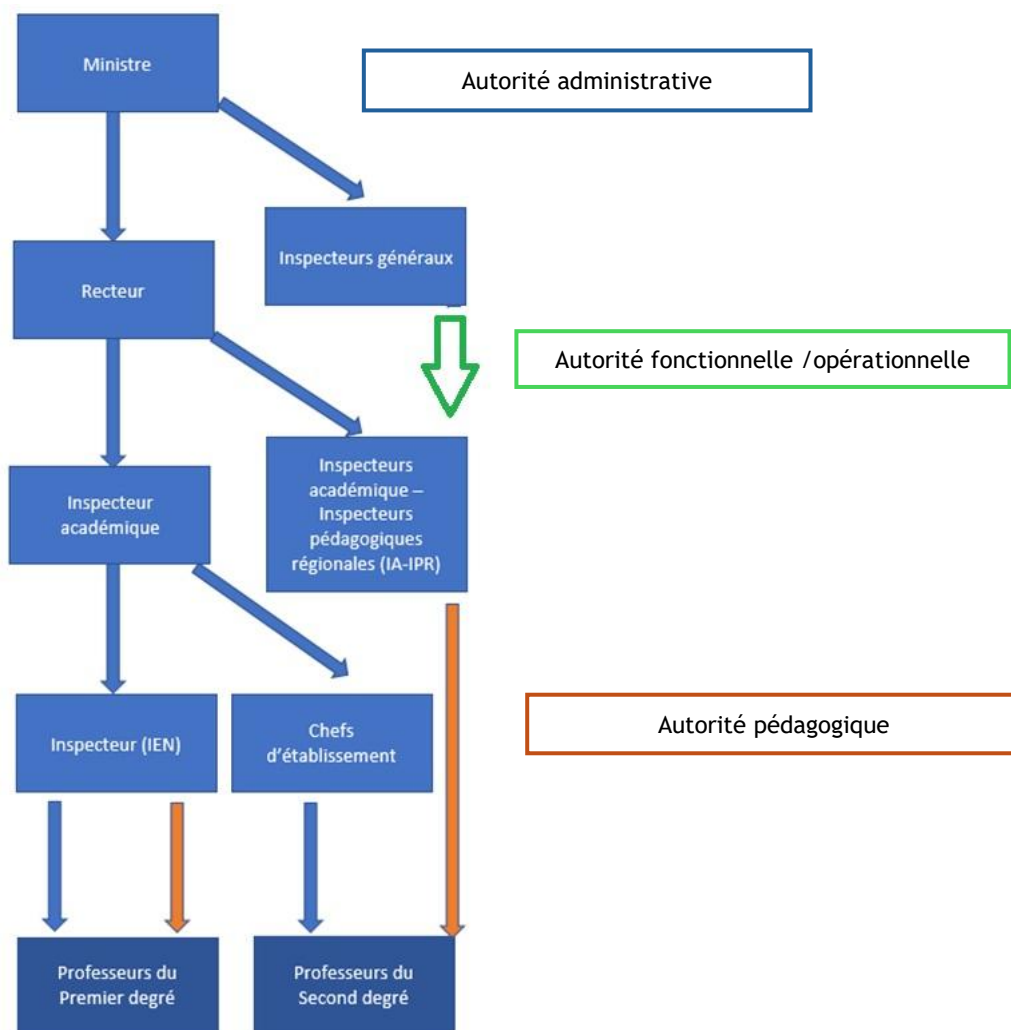 Ministre
Autorité administrative
Inspecteurs généraux
Recteur
Autorité fonctionnelle /opérationnelle
Inspecteurs
académique –
Inspecteurs
pédagogiques
régionales (IA-IPR)
Inspecteur
académique
Inspecteur (IEN)
Chefs
d’établissement
Autorité pédagogique
Professeurs du
Premier degré
Professeurs du
Second degré